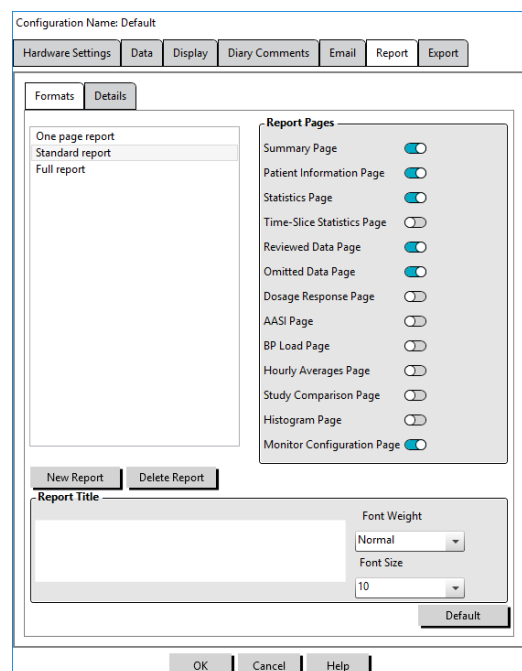 Configuration Name: Default
Hardware Settings Data Display Diary Comments Email Report Export
Formats Details
One page report
Standard report
Full report
Report Pages
Summary Page
Patient Information Page
Statistics Page
Time-Slice Statistics Page
Reviewed Data Page
Omitted Data Page
Dosage Response Page
AASI Page
BP Load Page
Hourly Averages Page
Study Comparison Page
Histogram Page
Monitor Configuration Page
New Report Delete Report
Report Title
Font Weight
Normal
Font Size
10
Default
OK Cancel Help